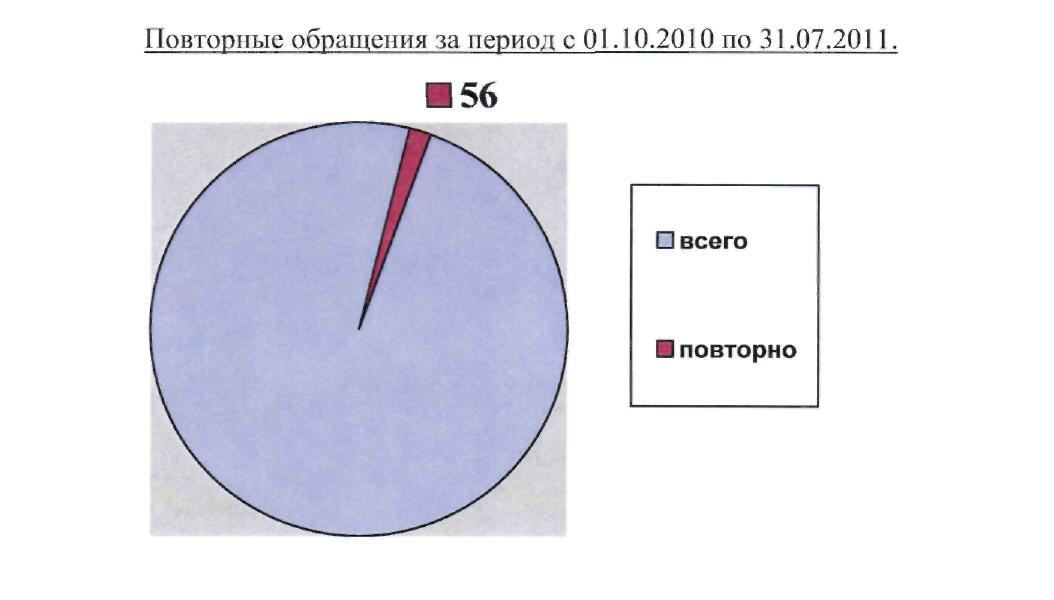 Повторные обращения за период с 01.10.2010 по 31.07.2011.
56
всего
повторно